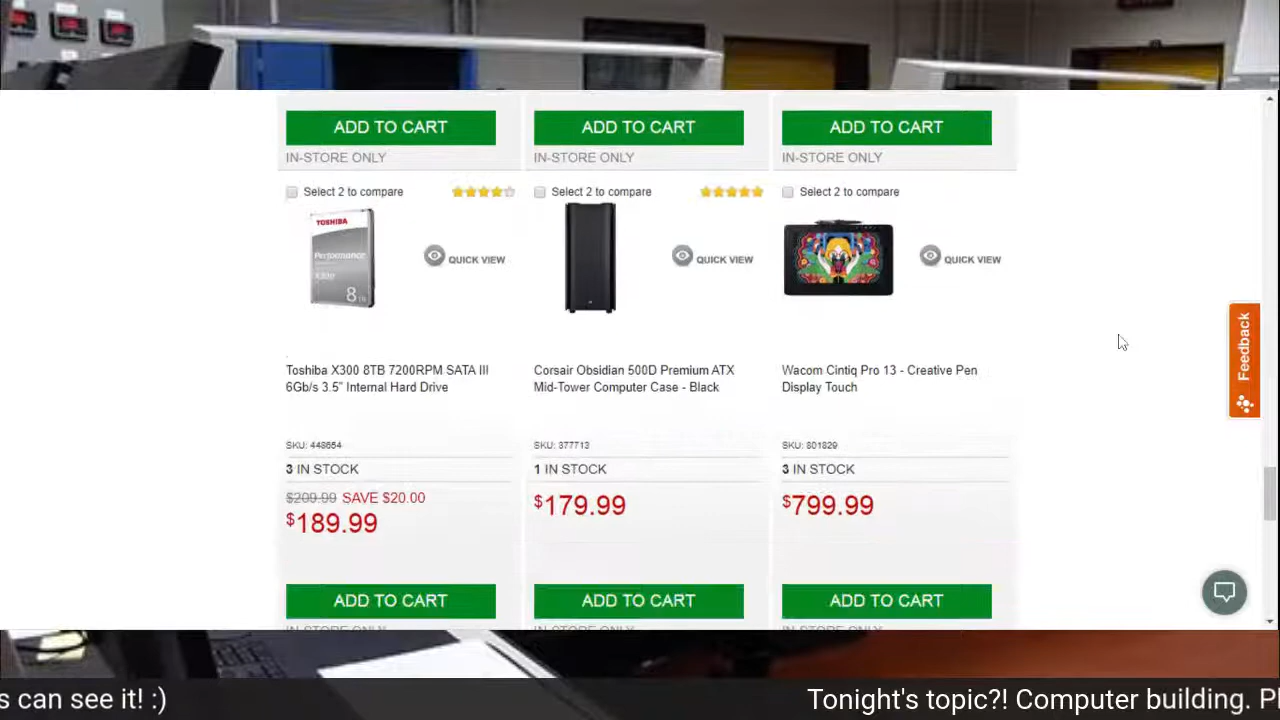 ADD TO CART
ADD TO CART
ADD TO CART
IN-STORE ONLY
IN-STORE ONLY
IN-STORE ONLY
Select 2 to compare
Select 2 to compare
Select 2 to compare
TOSHIBA
Performance
X300
8TB
QUICK VIEW
QUICK VIEW
QUICK VIEW
Toshiba X300 8TB 7200RPM SATA III
6Gb/s 3.5" Internal Hard Drive
Corsair Obsidian 500D Premium ATX
Mid-Tower Computer Case - Black
Wacom Cintiq Pro 13 - Creative Pen
Display Touch
SKU: 448654
SKU: 377713
SKU: 801829
3 IN STOCK
1 IN STOCK
3 IN STOCK
$209.99 SAVE $20.00
$189.99
$179.99
$799.99
ADD TO CART
ADD TO CART
ADD TO CART
IN-STORE ONLY
IN-STORE ONLY
IN-STORE ONLY
Feedback
s can see it! :)
Tonight's topic?! Computer building. Pl